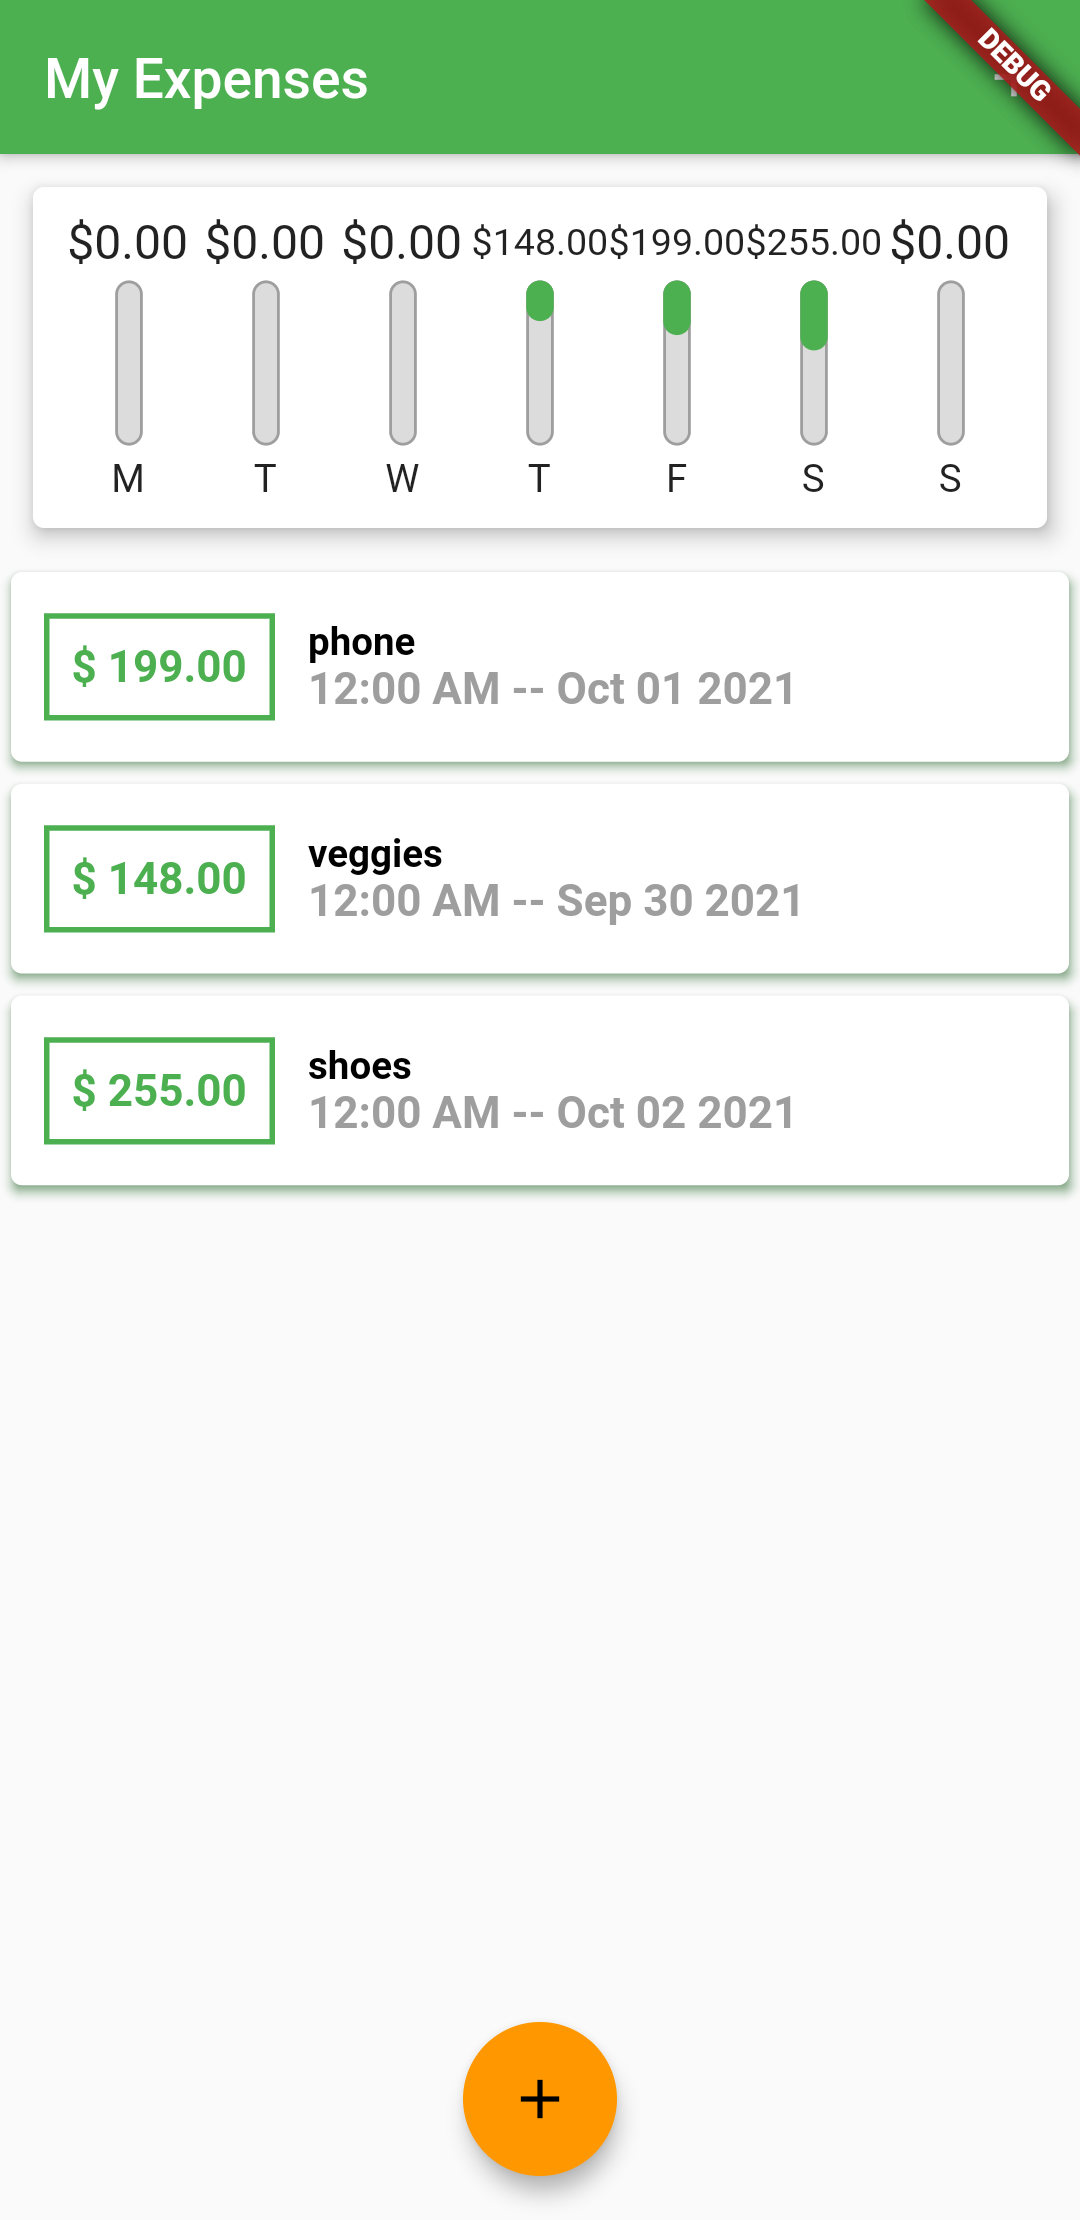 My Expenses
DEBUG
$0.00 $0.00 $0.00 $148.00 $199.00 $255.00 $0.00
M T W T F S S
$ 199.00
phone
12:00 AM -- Oct 01 2021
$ 148.00
veggies
12:00 AM -- Sep 30 2021
$ 255.00
shoes
12:00 AM -- Oct 02 2021